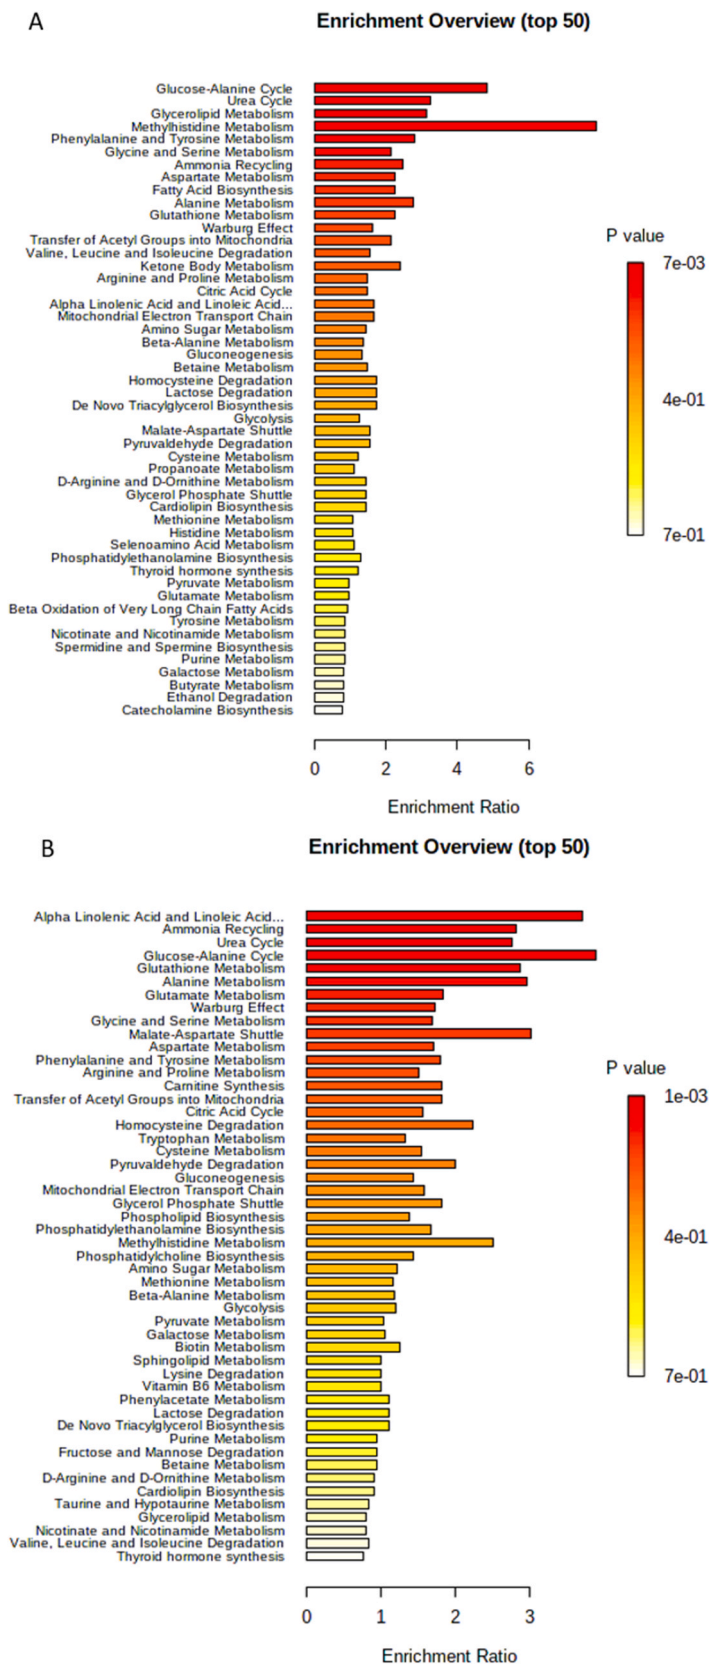 A
Enrichment Overview (top 50)
Glucose-Alanine Cycle
Urea Cycle
Glycerolipid Metabolism
Methylhistidine Metabolism
Phenylalanine and Tyrosine Metabolism
Glycine and Serine Metabolism
Ammonia Recycling
Aspartate Metabolism
Fatty Acid Biosynthesis
Alanine Metabolism
Glutathione Metabolism
Warburg Effect
Transfer of Acetyl Groups into Mitochondria
Valine, Leucine and Isoleucine Degradation
Ketone Body Metabolism
Arginine and Proline Metabolism
Citric Acid Cycle
Alpha Linolenic Acid and Linoleic Acid...
Mitochondrial Electron Transport Chain
Amino Sugar Metabolism
Beta-Alanine Metabolism
Gluconeogenesis
Betaine Metabolism
Homocysteine Degradation
Lactose Degradation
De Novo Triacylglycerol Biosynthesis
Glycolysis
Malate-Aspartate Shuttle
Pyruvaldehyde Degradation
Cysteine Metabolism
Propanoate Metabolism
D-Arginine and D-Ornithine Metabolism
Glycerol Phosphate Shuttle
Cardiolipin Biosynthesis
Methionine Metabolism
Histidine Metabolism
Selenoamino Acid Metabolism
Phosphatidylethanolamine Biosynthesis
Thyroid hormone synthesis
Pyruvate Metabolism
Glutamate Metabolism
Beta Oxidation of Very Long Chain Fatty Acids
Tyrosine Metabolism
Nicotinate and Nicotinamide Metabolism
Spermidine and Spermine Biosynthesis
Purine Metabolism
Galactose Metabolism
Butyrate Metabolism
Ethanol Degradation
Catecholamine Biosynthesis
P value
7e-03
4e-01
7e-01
0 2 4 6
Enrichment Ratio
B
Enrichment Overview (top 50)
Alpha Linolenic Acid and Linoleic Acid...
Ammonia Recycling
Urea Cycle
Glucose-Alanine Cycle
Glutathione Metabolism
Alanine Metabolism
Glutamate Metabolism
Warburg Effect
Glycine and Serine Metabolism
Malate-Aspartate Shuttle
Aspartate Metabolism
Phenylalanine and Tyrosine Metabolism
Arginine and Proline Metabolism
Carnitine Synthesis
Transfer of Acetyl Groups into Mitochondria
Citric Acid Cycle
Homocysteine Degradation
Tryptophan Metabolism
Cysteine Metabolism
Pyruvaldehyde Degradation
Gluconeogenesis
Mitochondrial Electron Transport Chain
Glycerol Phosphate Shuttle
Phospholipid Biosynthesis
Phosphatidylethanolamine Biosynthesis
Methylhistidine Metabolism
Phosphatidylcholine Biosynthesis
Amino Sugar Metabolism
Methionine Metabolism
Beta-Alanine Metabolism
Glycolysis
Pyruvate Metabolism
Galactose Metabolism
Biotin Metabolism
Sphingolipid Metabolism
Lysine Degradation
Vitamin B6 Metabolism
Phenylacetate Metabolism
Lactose Degradation
De Novo Triacylglycerol Biosynthesis
Purine Metabolism
Fructose and Mannose Degradation
Betaine Metabolism
D-Arginine and D-Ornithine Metabolism
Cardiolipin Biosynthesis
Taurine and Hypotaurine Metabolism
Glycerolipid Metabolism
Nicotinate and Nicotinamide Metabolism
Valine, Leucine and Isoleucine Degradation
Thyroid hormone synthesis
P value
1e-03
4e-01
7e-01
0 1 2 3
Enrichment Ratio